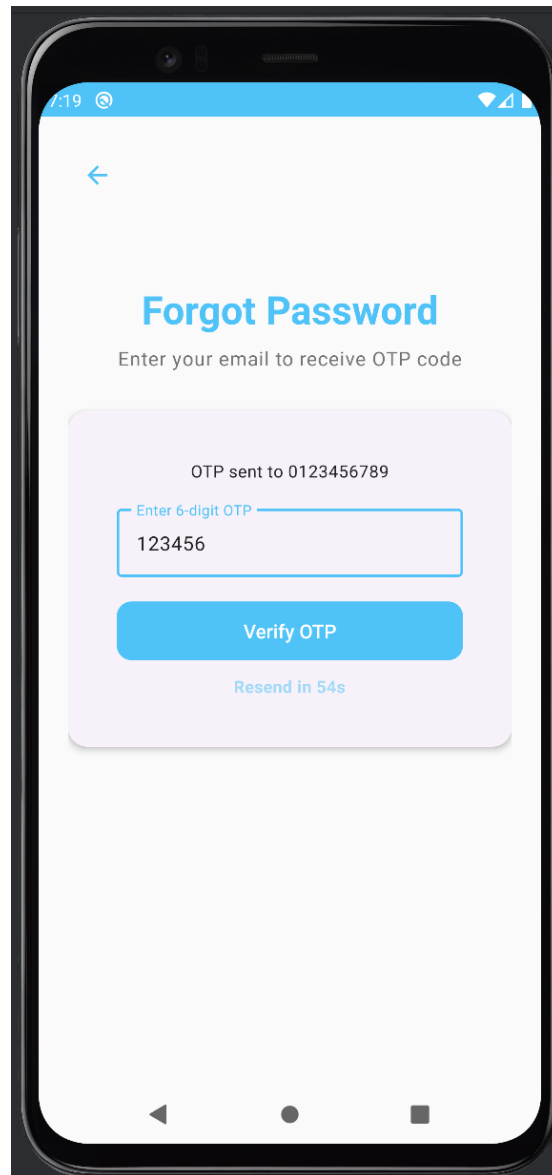 7:19
Forgot Password
Enter your email to receive OTP code
OTP sent to 0123456789
Enter 6-digit OTP
123456
Verify OTP
Resend in 54s